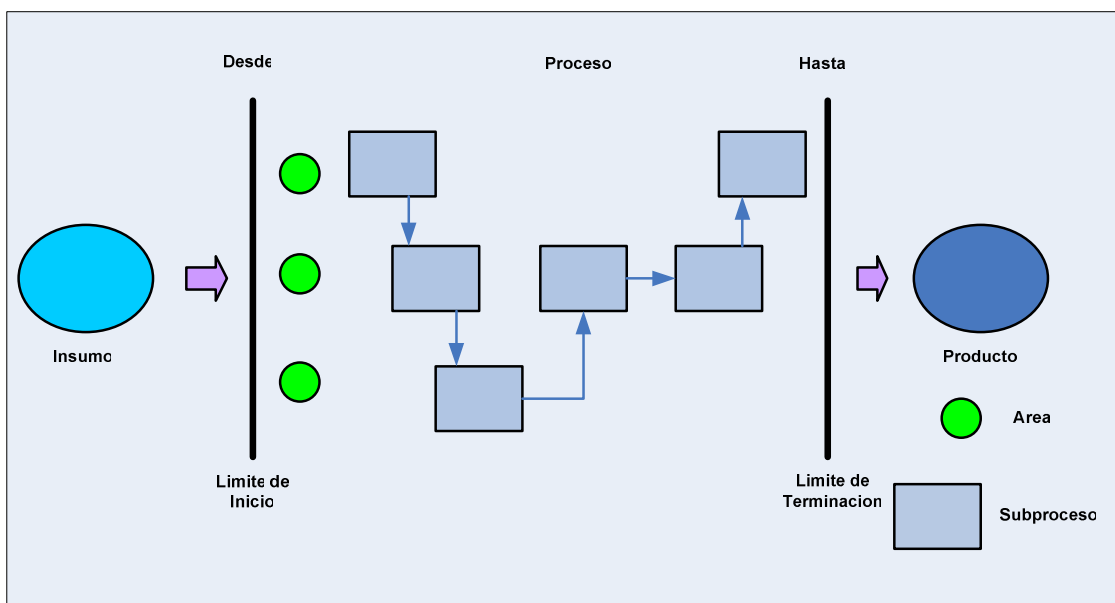 Desde
Proceso
Hasta
Insumo
Producto
Area
Limite de
Inicio
Limite de
Terminacion
Subproceso